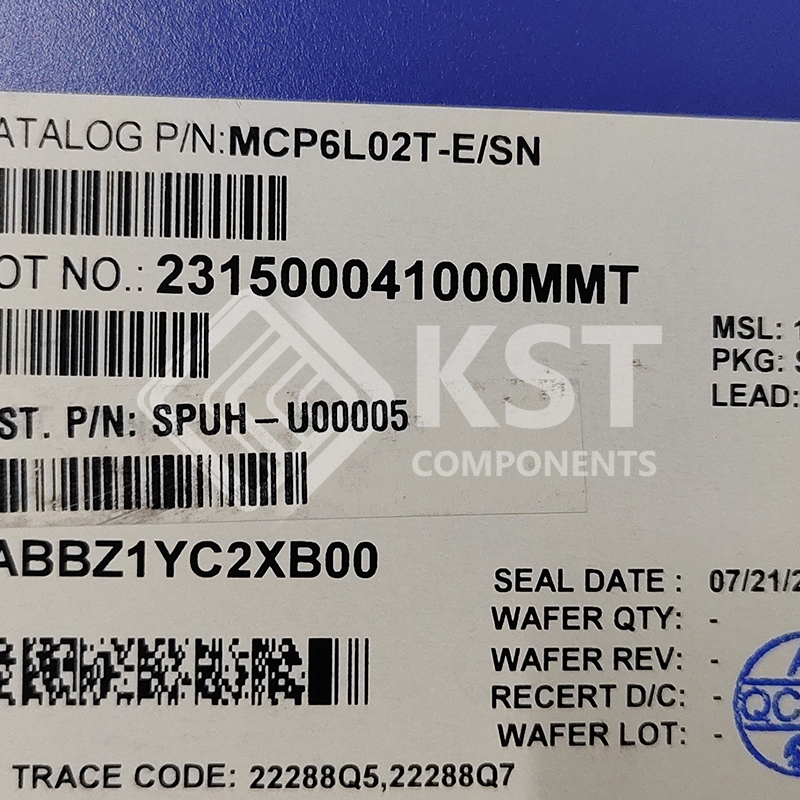 ATALOG P/N:MCP6L02T-E/SN
OT NO.: 231500041000MMT
MSL: 1
PKG: S
LEAD:
ST. P/N: SPUH-U00005
KST
COMPONENTS
ABBZ1YC2XB00
SEAL DATE : 07/21/2
WAFER QTY: -
WAFER REV: -
RECERT D/C: -
WAFER LOT: -
QC
TRACE CODE: 22288Q5,22288Q7